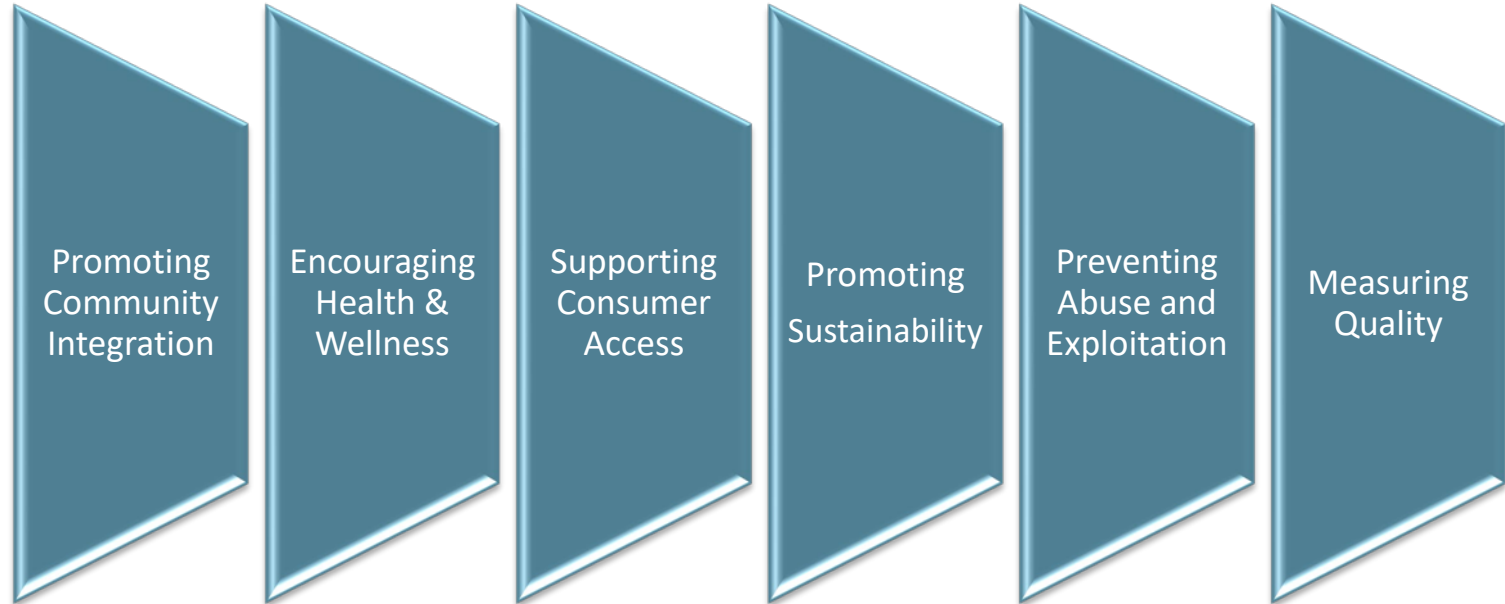 Promoting
Community
Integration
Encouraging
Health &
Wellness
Supporting
Consumer
Access
Promoting
Sustainability
Preventing
Abuse and
Exploitation
Measuring
Quality